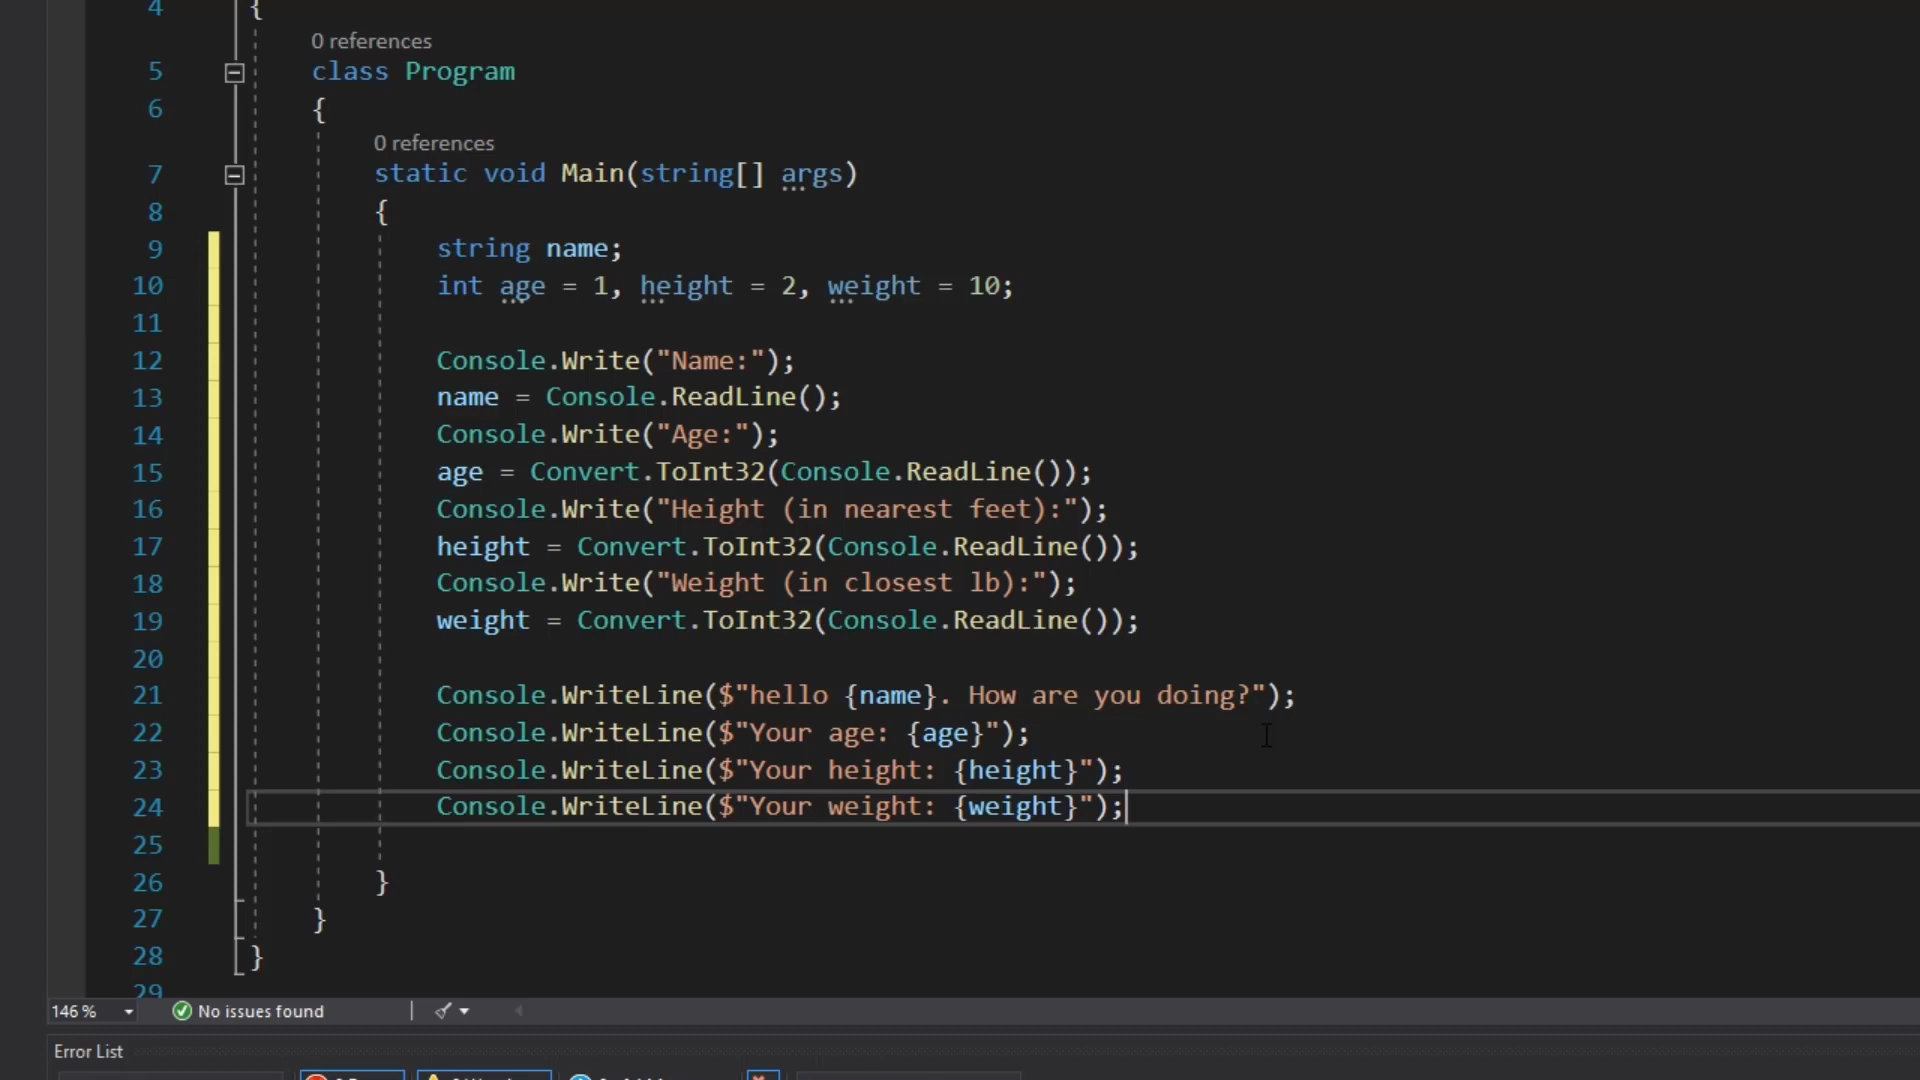 4 {
0 references
5 class Program
6 {
0 references
7 static void Main(string[] args)
8 {
9 string name;
10 int age = 1, height = 2, weight = 10;
11
12 Console.Write("Name:");
13 name = Console.ReadLine();
14 Console.Write("Age:");
15 age = Convert.ToInt32(Console.ReadLine());
16 Console.Write("Height (in nearest feet):");
17 height = Convert.ToInt32(Console.ReadLine());
18 Console.Write("Weight (in closest lb):");
19 weight = Convert.ToInt32(Console.ReadLine());
20
21 Console.WriteLine($"hello {name}. How are you doing?");
22 Console.WriteLine($"Your age: {age}");
23 Console.WriteLine($"Your height: {height}");
24 Console.WriteLine($"Your weight: {weight}");
25
26 }
27 }
28 }
29
146 % No issues found
Error List